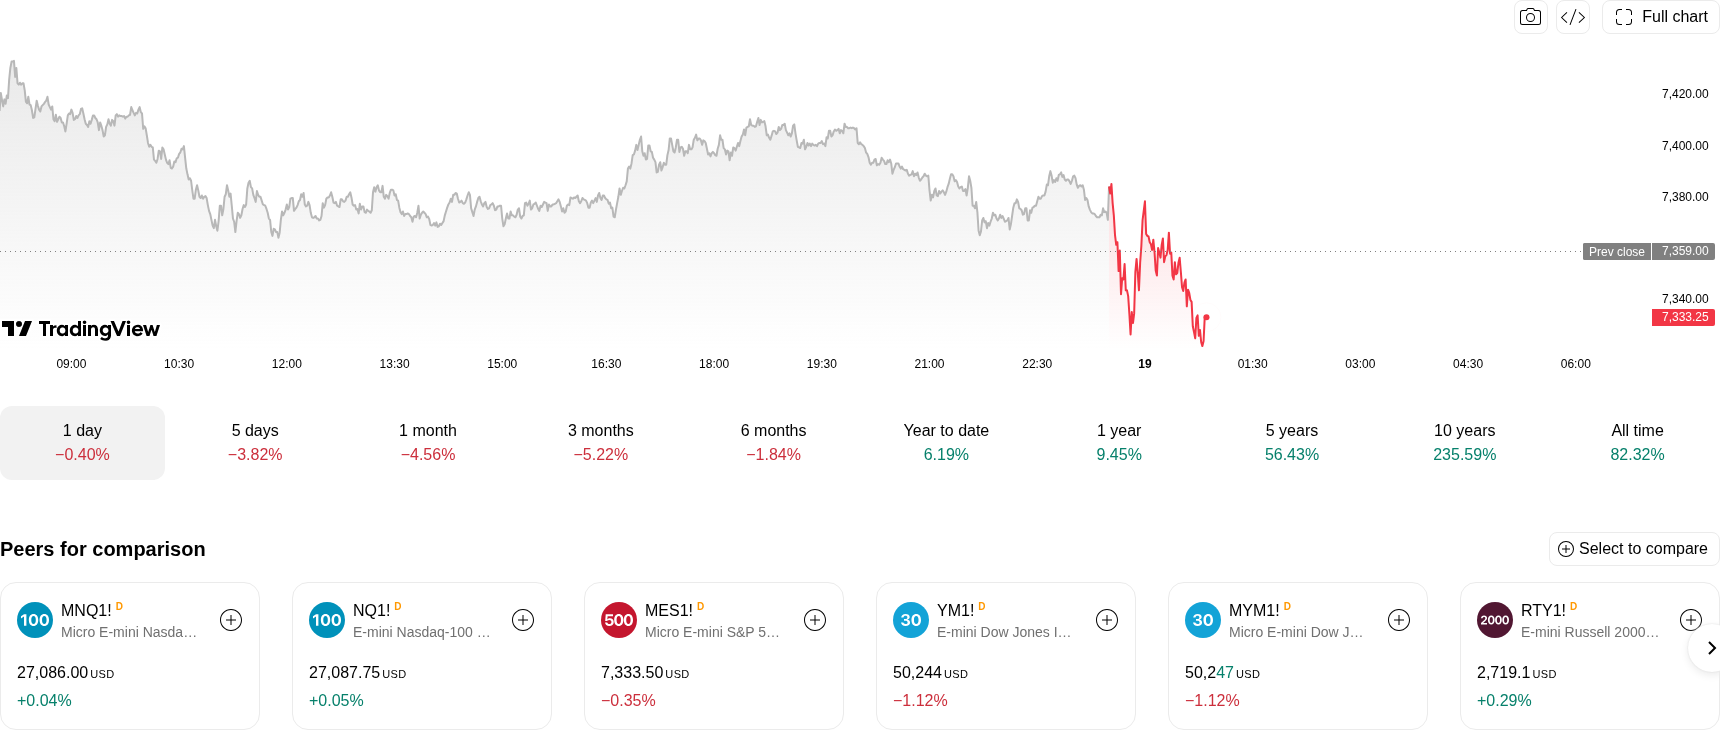 Full chart
7,420.00
7,400.00
7,380.00
Prev close 7,359.00
7,340.00
7,333.25
TradingView
09:00 10:30 12:00 13:30 15:00 16:30 18:00 19:30 21:00 22:30 19 01:30 03:00 04:30 06:00
1 day 5 days 1 month 3 months 6 months Year to date 1 year 5 years 10 years All time
−0.40% −3.82% −4.56% −5.22% −1.84% 6.19% 9.45% 56.43% 235.59% 82.32%
Peers for comparison
Select to compare
100 MNQ1! D
Micro E-mini Nasda…
27,086.00 USD
+0.04%
100 NQ1! D
E-mini Nasdaq-100 …
27,087.75 USD
+0.05%
500 MES1! D
Micro E-mini S&P 5…
7,333.50 USD
−0.35%
30 YM1! D
E-mini Dow Jones I…
50,244 USD
−1.12%
30 MYM1! D
Micro E-mini Dow J…
50,247 USD
−1.12%
2000 RTY1! D
E-mini Russell 2000…
2,719.1 USD
+0.29%